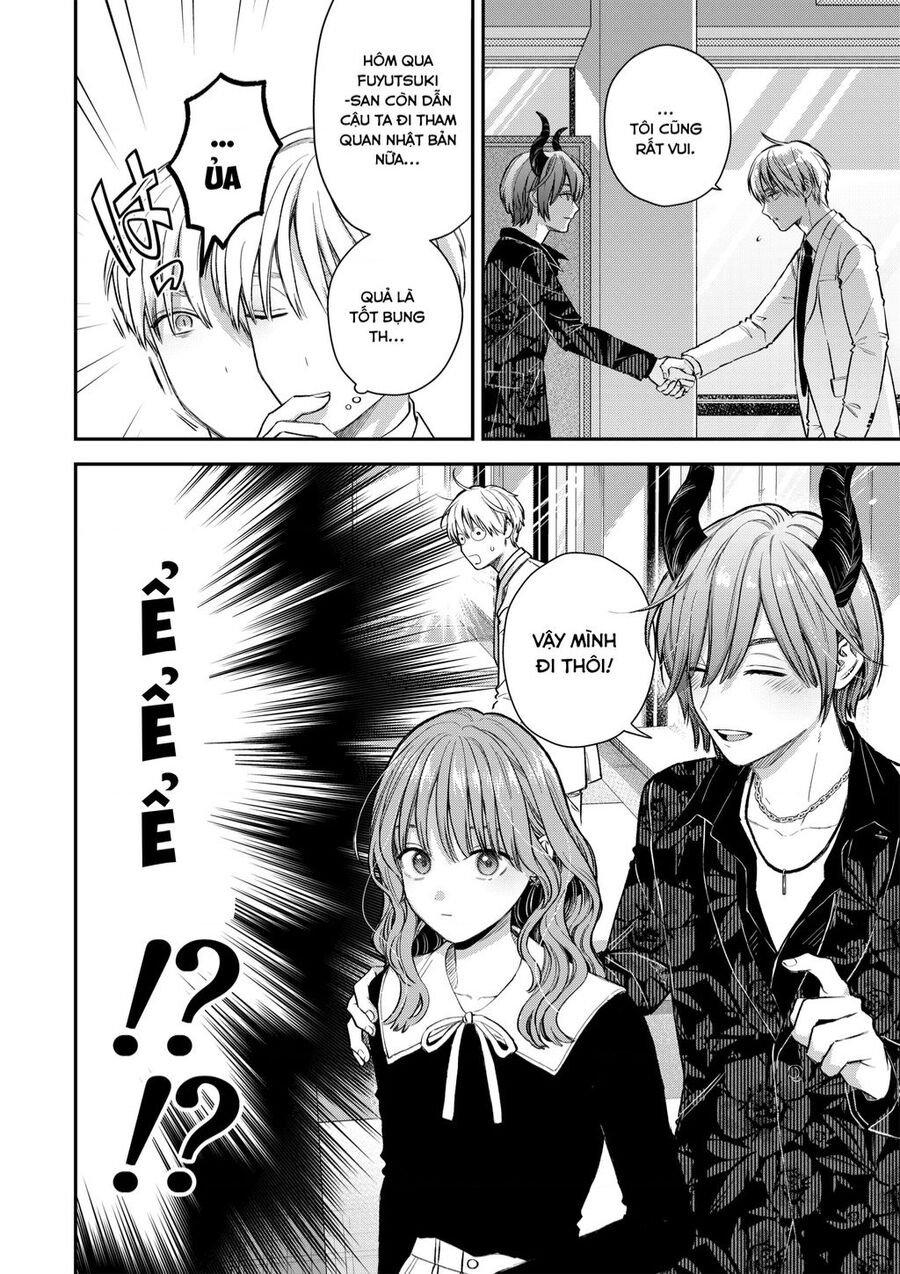 ...
TÔI CŨNG
RẤT VUI.
HÔM QUA
FUYUTSUKI
-SAN CÒN DẪN
CẬU TA ĐI THAM
QUAN NHẬT BẢN
NỮA...
QUẢ LÀ
TỐT BỤNG
TH...
...
ỦA
はっ
VẬY MÌNH
ĐI THÔI!
Ể
Ể
Ể
!?
!?